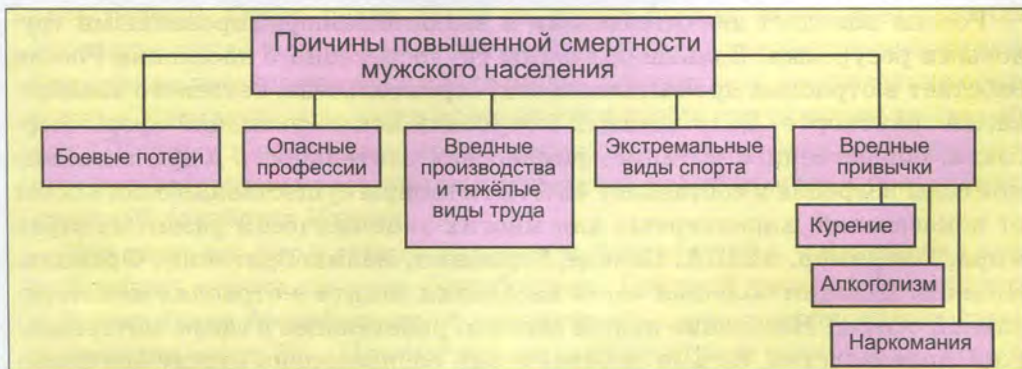 Причины повышенной смертности
мужского населения
Боевые потери
Опасные
профессии
Вредные
производства
и тяжёлые
виды труда
Экстремальные
виды спорта
Вредные
привычки
Курение
Алкоголизм
Наркомания